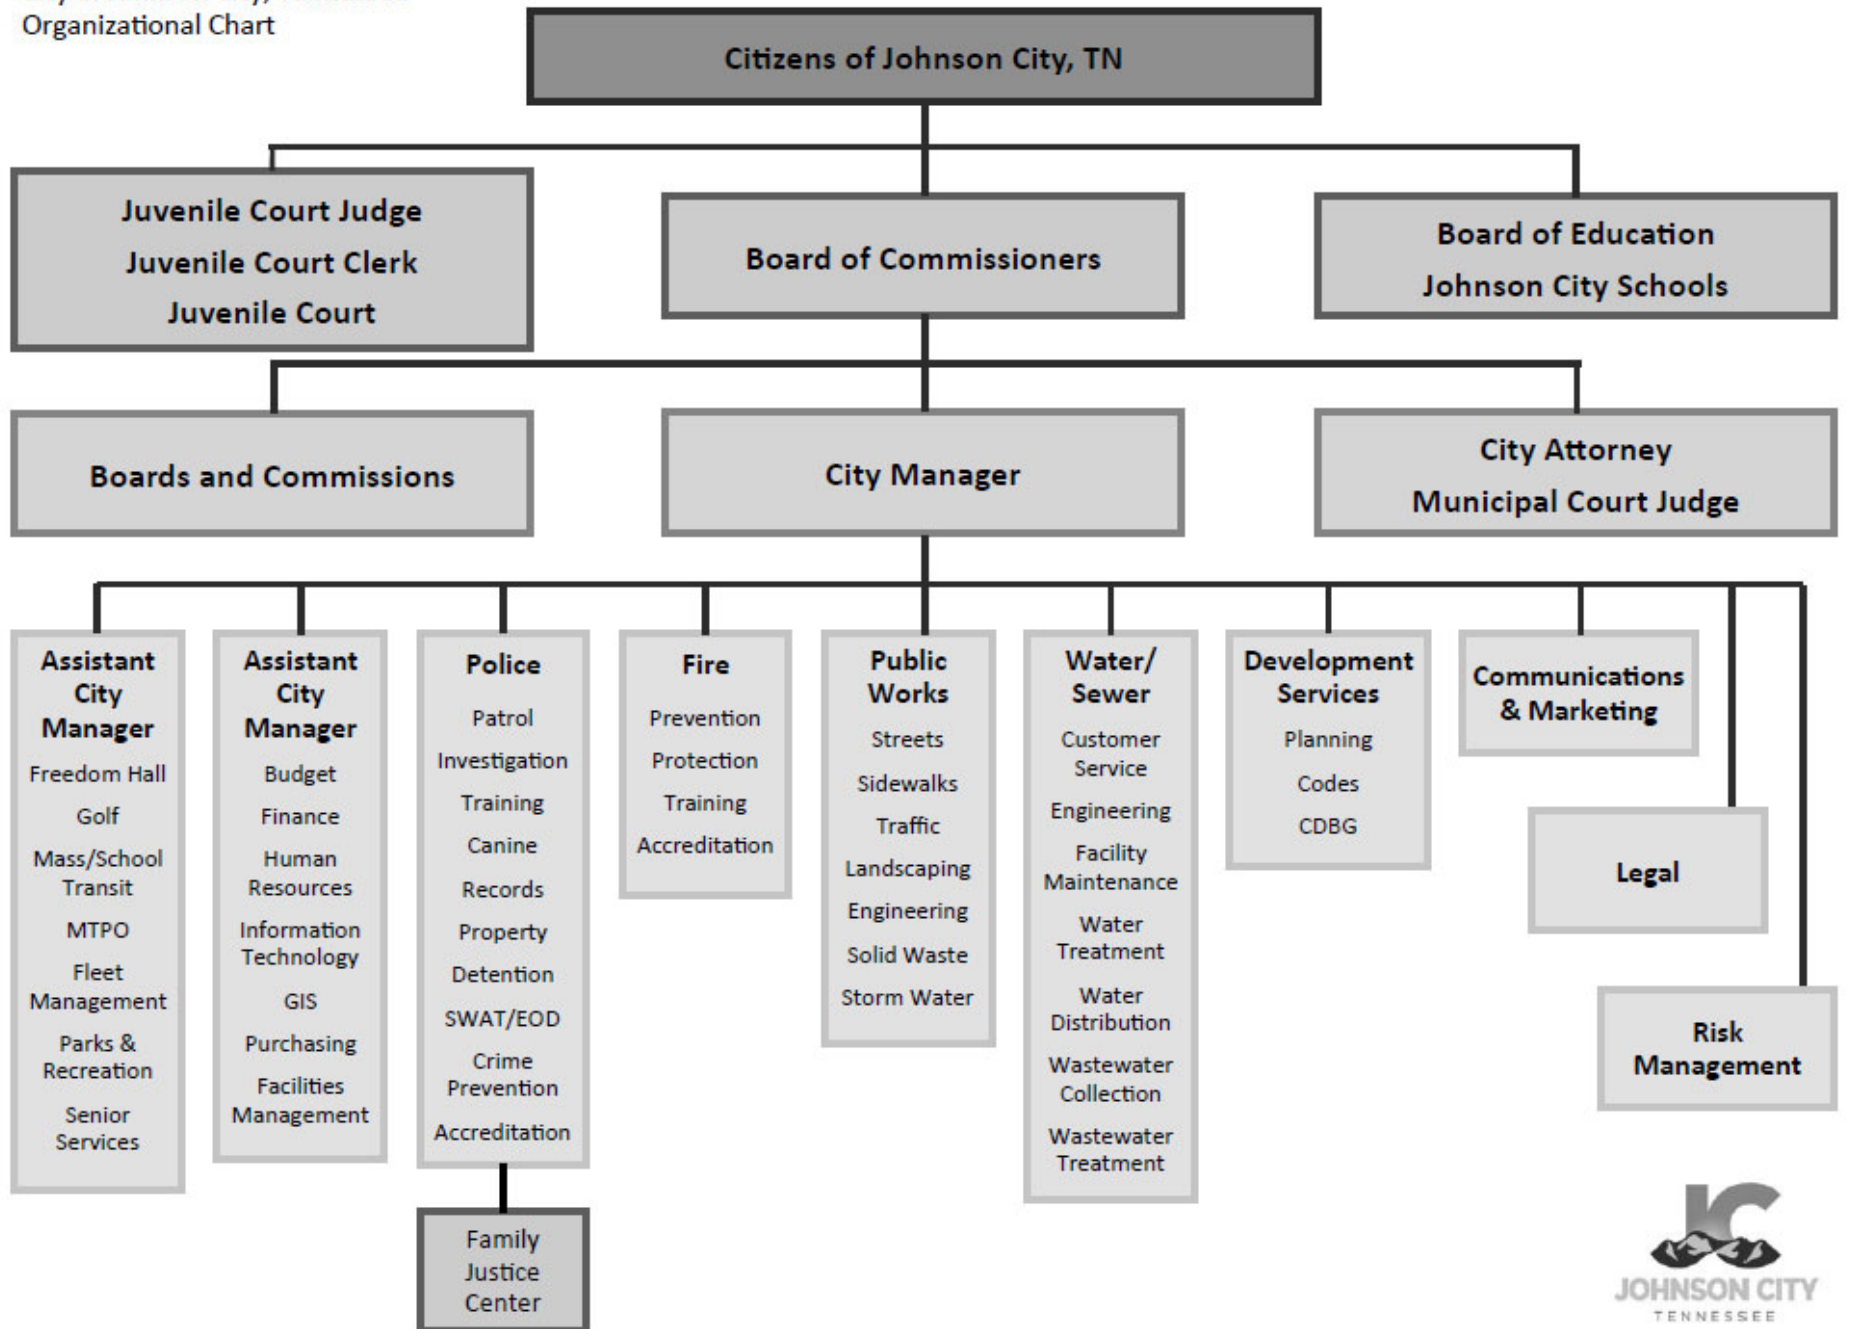 Organizational Chart
Citizens of Johnson City, TN
Juvenile Court Judge
Juvenile Court Clerk
Juvenile Court
Board of Commissioners
Board of Education
Johnson City Schools
Boards and Commissions
City Manager
City Attorney
Municipal Court Judge
Assistant
City
Manager
Freedom Hall
Golf
Mass/School
Transit
MTPO
Fleet
Management
Parks &
Recreation
Senior
Services
Assistant
City
Manager
Budget
Finance
Human
Resources
Information
Technology
GIS
Purchasing
Facilities
Management
Police
Patrol
Investigation
Training
Canine
Records
Property
Detention
SWAT/EOD
Crime
Prevention
Accreditation
Family
Justice
Center
Fire
Prevention
Protection
Training
Accreditation
Public
Works
Streets
Sidewalks
Traffic
Landscaping
Engineering
Solid Waste
Storm Water
Water/
Sewer
Customer
Service
Engineering
Facility
Maintenance
Water
Treatment
Water
Distribution
Wastewater
Collection
Wastewater
Treatment
Development
Services
Planning
Codes
CDBG
Communications
& Marketing
Legal
Risk
Management
JC
JOHNSON CITY
TENNESSEE